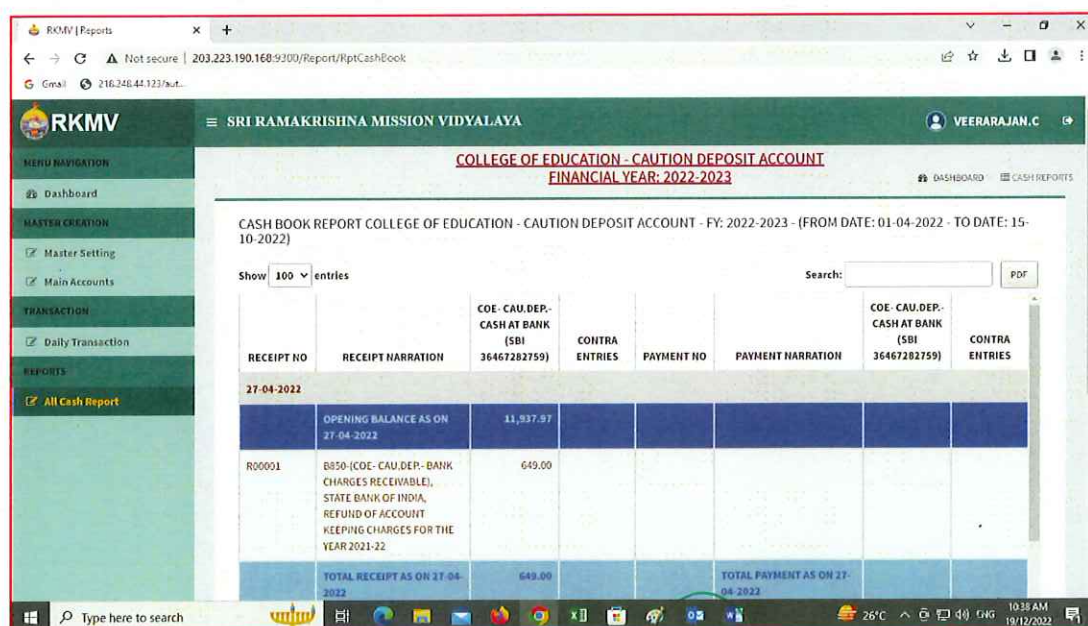 RKMV | Reports
Not secure | 203.223.190.168:9300/Report/RptCashBook
Gmail 218.248.44.123/aut...
RKMV
SRI RAMAKRISHNA MISSION VIDYALAYA
VEERARAJAN.C
MENU NAVIGATION
Dashboard
MASTER CREATION
Master Setting
Main Accounts
TRANSACTION
Daily Transaction
REPORTS
All Cash Report
COLLEGE OF EDUCATION - CAUTION DEPOSIT ACCOUNT
FINANCIAL YEAR: 2022-2023
DASHBOARD CASH REPORTS
CASH BOOK REPORT COLLEGE OF EDUCATION - CAUTION DEPOSIT ACCOUNT - FY: 2022-2023 - (FROM DATE: 01-04-2022 - TO DATE: 15-
10-2022)
Show 100 entries
Search:
PDF
RECEIPT NO
RECEIPT NARRATION
COE- CAU.DEP.-
CASH AT BANK
(SBI
36467282759)
CONTRA
ENTRIES
PAYMENT NO
PAYMENT NARRATION
COE- CAU.DEP.-
CASH AT BANK
(SBI
36467282759)
CONTRA
ENTRIES
27-04-2022
OPENING BALANCE AS ON
27-04-2022
11,937.97
R00001
B850-(COE- CAU.DEP.- BANK
CHARGES RECEIVABLE),
STATE BANK OF INDIA,
REFUND OF ACCOUNT
KEEPING CHARGES FOR THE
YEAR 2021-22
649.00
TOTAL RECEIPT AS ON 27-04-
2022
649.00
TOTAL PAYMENT AS ON 27-
04-2022
Type here to search
26°C
ENG
10:38 AM
19/12/2022